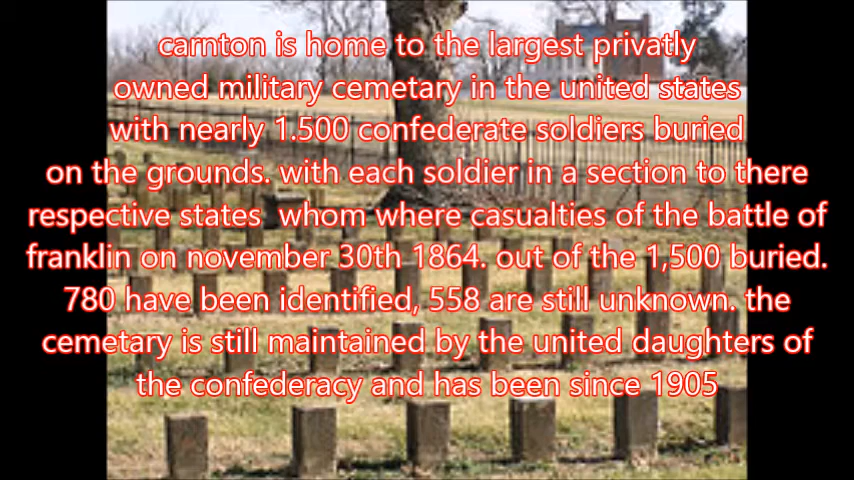 carnton is home to the largest privatly
owned military cemetary in the united states
with nearly 1.500 confederate soldiers buried
on the grounds. with each soldier in a section to there
respective states  whom where casualties of the battle of
franklin on november 30th 1864. out of the 1,500 buried.
780 have been identified, 558 are still unknown. the
cemetary is still maintained by the united daughters of
the confederacy and has been since 1905